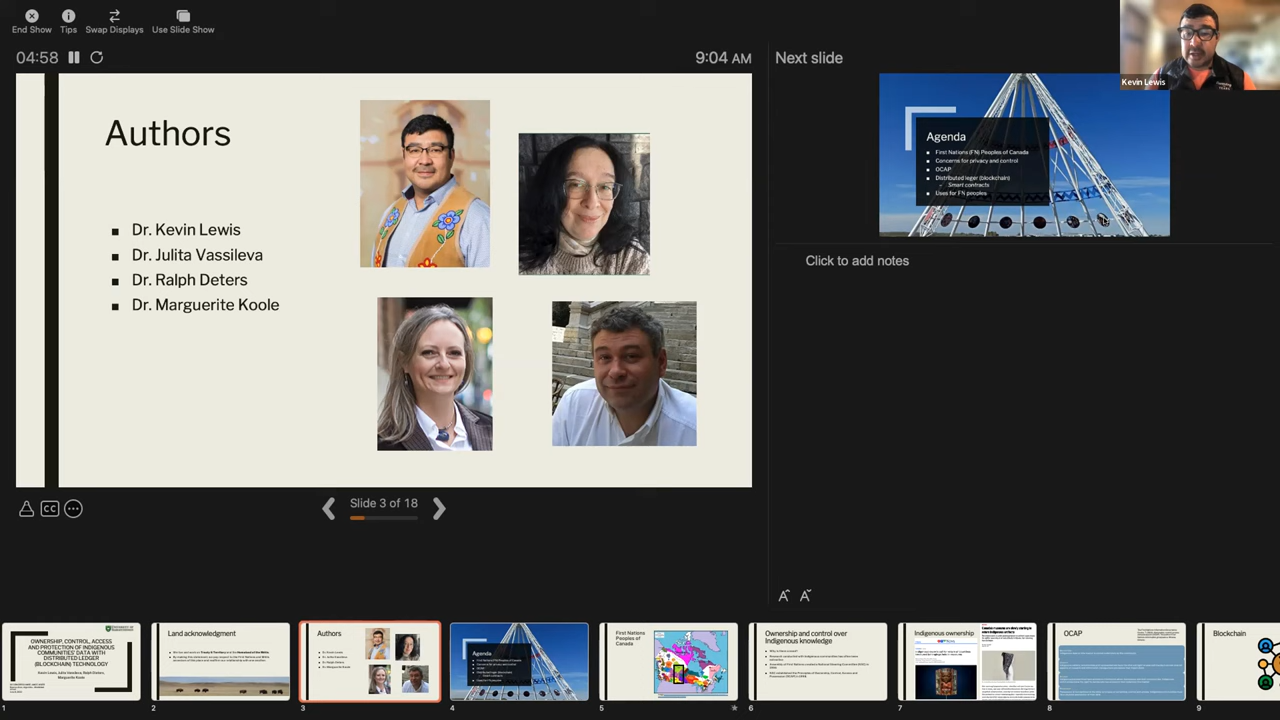 End Show
Tips
Swap Displays
Use Slide Show
04:58
9:04 AM
Next slide
Kevin Lewis
Authors
Dr. Kevin Lewis
Dr. Julita Vassileva
Dr. Ralph Deters
Dr. Marguerite Koole
Agenda
First Nations (FN) Peoples of Canada
Concerns for privacy and control
OCAP
Distributed leger (blockchain)
Smart contracts
Uses for FN peoples
Click to add notes
CC
Slide 3 of 18
OWNERSHIP, CONTROL, ACCESS
AND PROTECTION OF INDIGENOUS
COMMUNITIES' DATA WITH
DISTRIBUTED LEDGER
(BLOCKCHAIN) TECHNOLOGY
Land acknowledgment
Authors
Agenda
First Nations
Peoples of
Canada
Ownership and control over
Indigenous knowledge
Indigenous ownership
OCAP
Blockchain
1
2
3
4
5
6
7
8
9